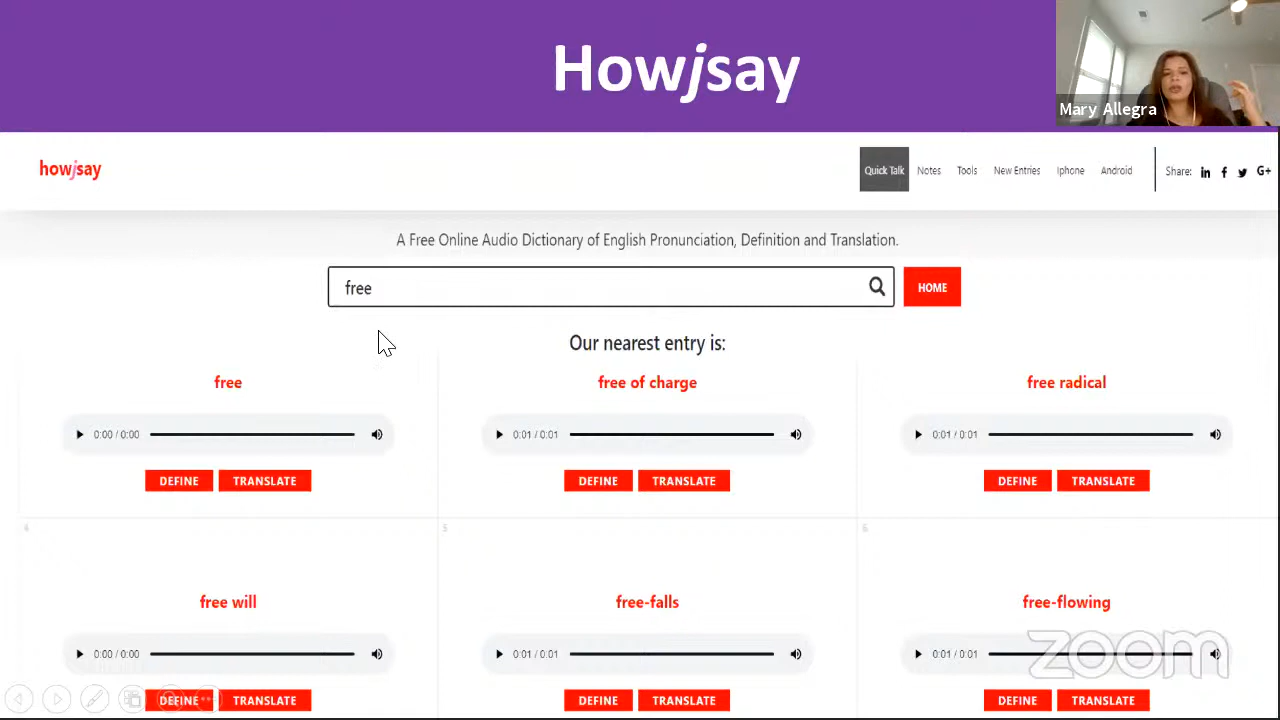 Howjsay
Mary Allegra
howjsay
Quick Talk Notes Tools New Entries Iphone Android Share: in f G+
A Free Online Audio Dictionary of English Pronunciation, Definition and Translation.
free HOME
Our nearest entry is:
free free of charge free radical
0:00 / 0:00 0:01 / 0:01 0:01 / 0:01
DEFINE TRANSLATE DEFINE TRANSLATE DEFINE TRANSLATE
4 5 6
free will free-falls free-flowing
0:00 / 0:00 0:01 / 0:01 0:01 / 0:01
zoom
DEFINE TRANSLATE DEFINE TRANSLATE DEFINE TRANSLATE